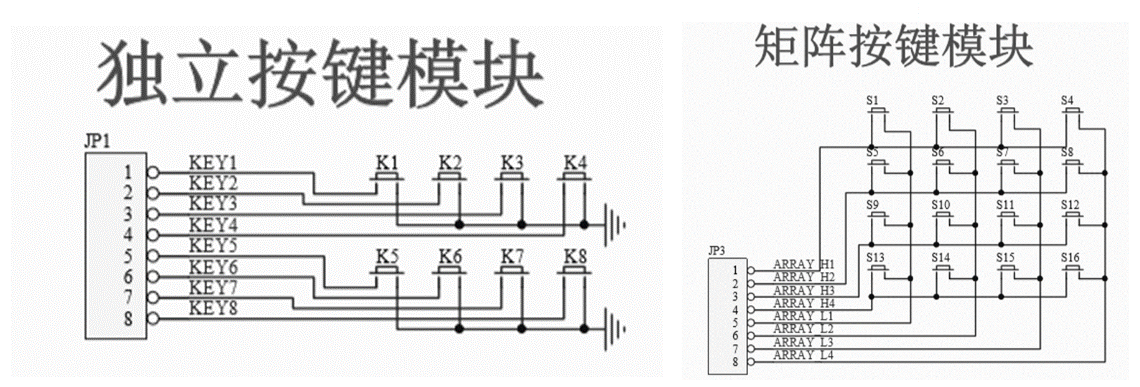 独立按键模块
JP1
1 KEY1
2 KEY2
3 KEY3
4 KEY4
5 KEY5
6 KEY6
7 KEY7
8 KEY8
K1 K2 K3 K4
K5 K6 K7 K8
矩阵按键模块
S1 S2 S3 S4
S5 S6 S7 S8
S9 S10 S11 S12
S13 S14 S15 S16
JP3
1 ARRAY H1
2 ARRAY H2
3 ARRAY H3
4 ARRAY H4
5 ARRAY L1
6 ARRAY L2
7 ARRAY L3
8 ARRAY L4